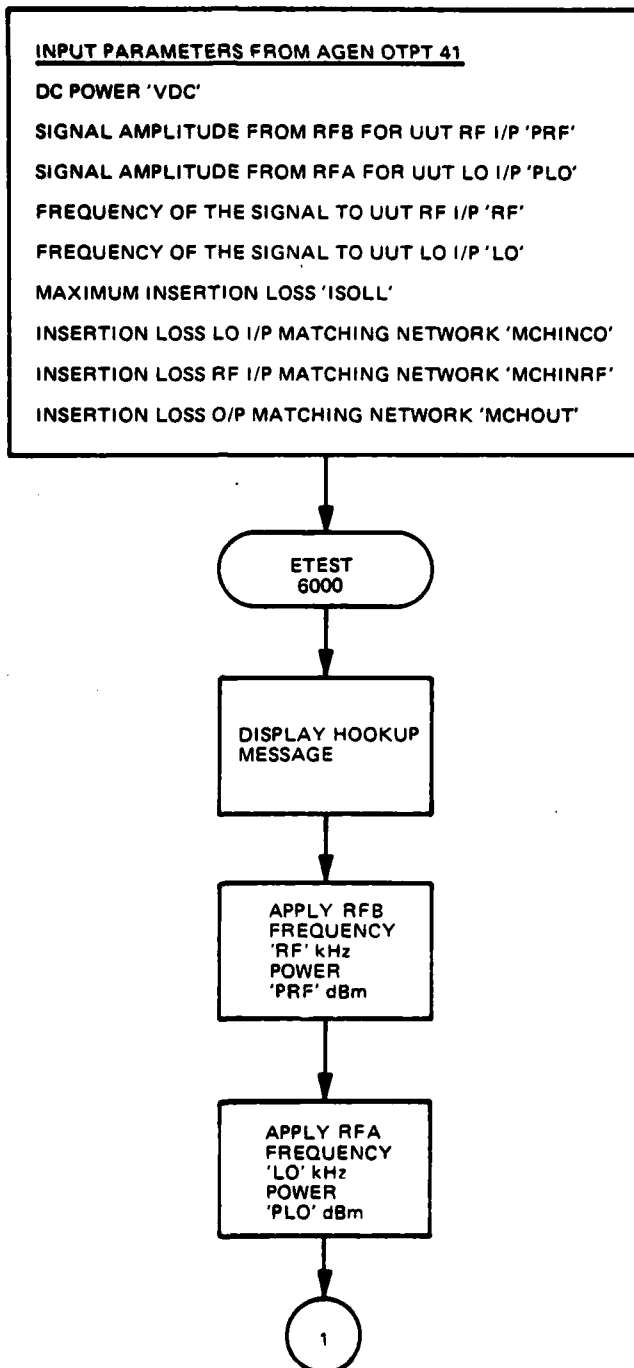 INPUT PARAMETERS FROM AGEN OTPT 41
DC POWER 'VDC'
SIGNAL AMPLITUDE FROM RFB FOR UUT RF I/P 'PRF'
SIGNAL AMPLITUDE FROM RFA FOR UUT LO I/P 'PLO'
FREQUENCY OF THE SIGNAL TO UUT RF I/P 'RF'
FREQUENCY OF THE SIGNAL TO UUT LO I/P 'LO'
MAXIMUM INSERTION LOSS 'ISOLL'
INSERTION LOSS LO I/P MATCHING NETWORK 'MCHINCO'
INSERTION LOSS RF I/P MATCHING NETWORK 'MCHINRF'
INSERTION LOSS O/P MATCHING NETWORK 'MCHOUT'
ETEST
6000
DISPLAY HOOKUP
MESSAGE
APPLY RFB
FREQUENCY
'RF' kHz
POWER
'PRF' dBm
APPLY RFA
FREQUENCY
'LO' kHz
POWER
'PLO' dBm
1